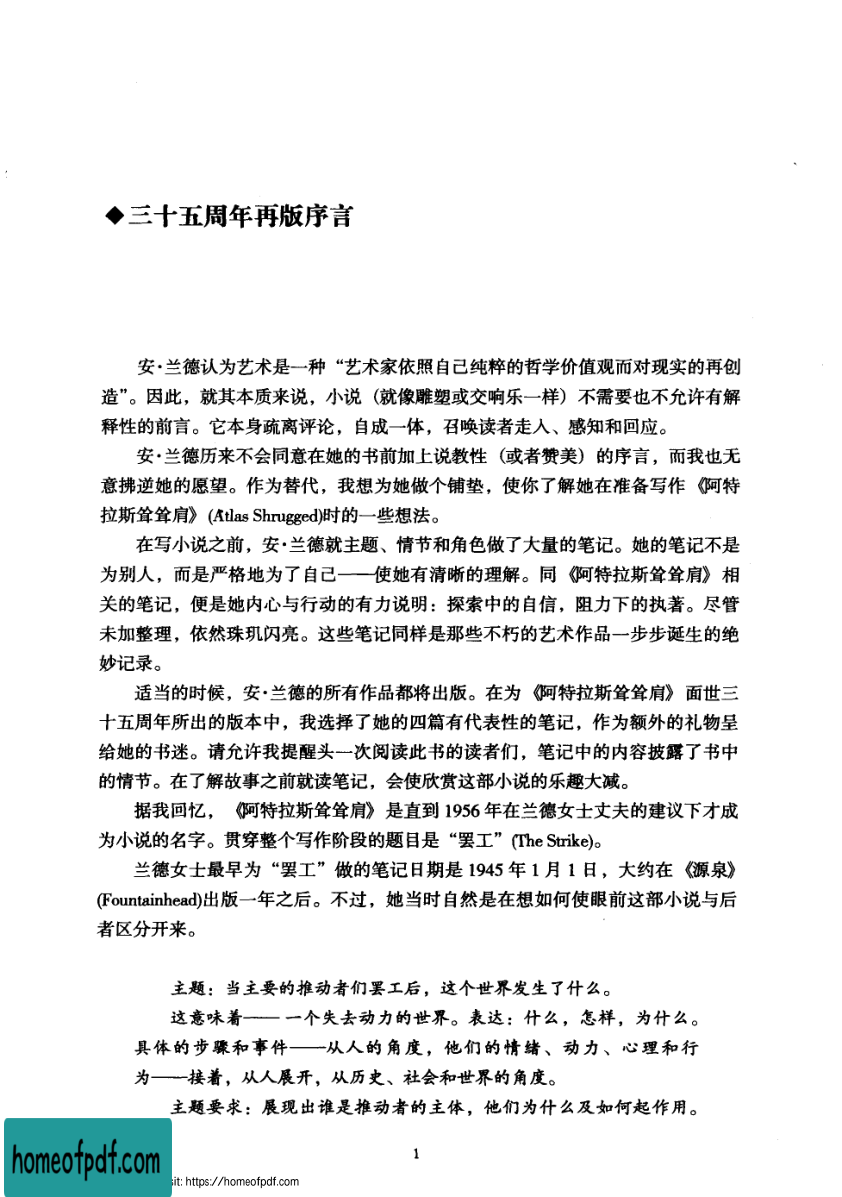 ◆三十五周年再版序言
安·兰德认为艺术是一种“艺术家依照自己纯粹的哲学价值观而对现实的再创
造”。因此，就其本质来说，小说（就像雕塑或交响乐一样）不需要也不允许有解
释性的前言。它本身疏离评论，自成一体，召唤读者走人、感知和回应。
安·兰德历来不会同意在她的书前加上说教性（或者赞美）的序言，而我也无
意拂逆她的愿望。作为替代，我想为她做个铺垫，使你了解她在准备写作《阿特
拉斯耸耸肩》(Atlas Shrugged)时的一些想法。
在写小说之前，安·兰德就主题、情节和角色做了大量的笔记。她的笔记不是
为别人，而是严格地为了自己——使她有清晰的理解。同《阿特拉斯耸耸肩》相
关的笔记，便是她内心与行动的有力说明：探索中的自信，阻力下的执著。尽管
未加整理，依然珠玑闪亮。这些笔记同样是那些不朽的艺术作品一步步诞生的绝
妙记录。
适当的时候，安·兰德的所有作品都将出版。在为《阿特拉斯耸耸肩》面世三
十五周年所出的版本中，我选择了她的四篇有代表性的笔记，作为额外的礼物呈
给她的书迷。请允许我提醒头一次阅读此书的读者们，笔记中的内容披露了书中
的情节。在了解故事之前就读笔记，会使欣赏这部小说的乐趣大减。
据我回忆，《阿特拉斯耸耸肩》是直到 1956 年在兰德女士丈夫的建议下才成
为小说的名字。贯穿整个写作阶段的题目是“罢工”(The Strike)。
兰德女士最早为“罢工”做的笔记日期是 1945 年 1 月 1 日，大约在《源泉》
(Fountainhead)出版一年之后。不过，她当时自然是在想如何使眼前这部小说与后
者区分开来。
主题：当主要的推动者们罢工后，这个世界发生了什么。
这意味着——一个失去动力的世界。表达：什么，怎样，为什么。
具体的步骤和事件——从人的角度，他们的情绪、动力、心理和行
为——接着，从人展开，从历史、社会和世界的角度。
主题要求：展现出谁是推动者的主体，他们为什么及如何起作用。
1
homeofpdf.com
sit: https://homeofpdf.com